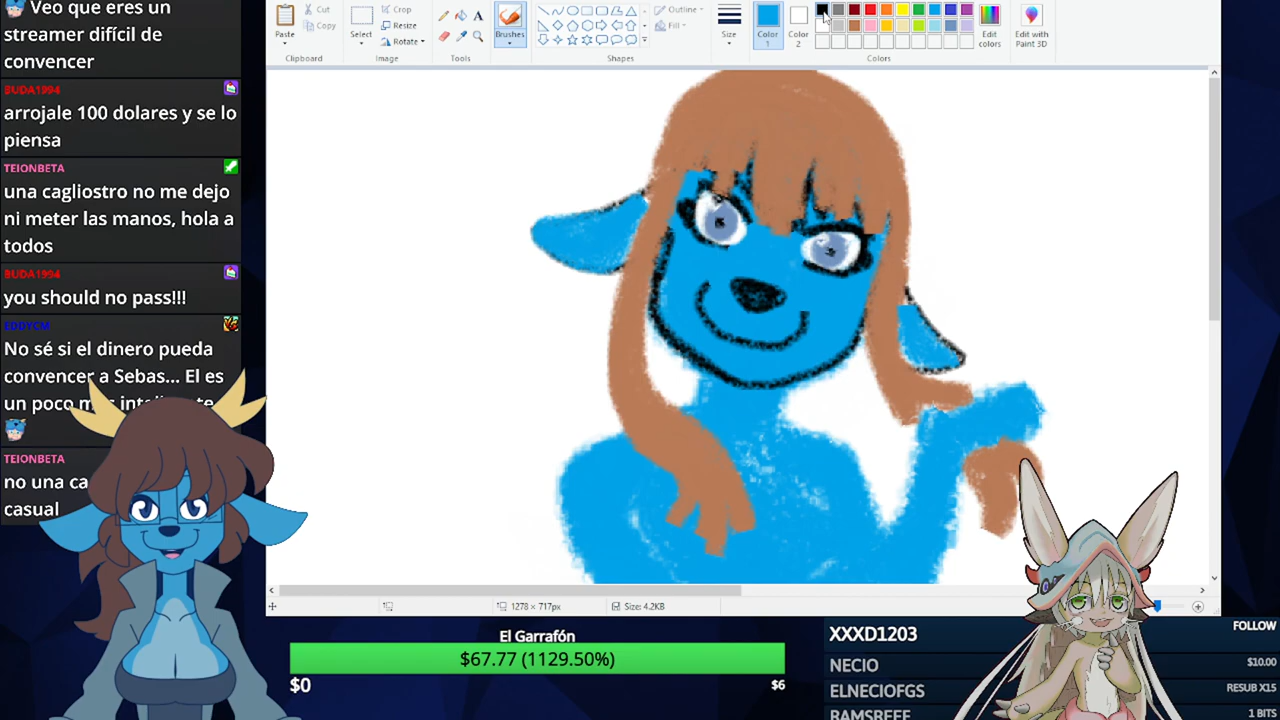 Veo que eres un
streamer difícil de
convencer
BUDA1994
arrojale 100 dolares y se lo
piensa
TEIONBETA
una cagliostro no me dejo
ni meter las manos, hola a
todos
BUDA1994
you should no pass!!!
EDDYCM
No sé si el dinero pueda
convencer a Sebas... El es
un poco
TEIONBETA
no una
casual
Paste
Cut
Copy
Clipboard
Select
Crop
Resize
Rotate
Image
A
Tools
Brushes
Outline
Fill
Shapes
Size
Color
1
Color
2
Colors
Edit
colors
Edit with
Paint 3D
1278 × 717px
Size: 4.2KB
El Garrafón
$67.77 (1129.50%)
$0
$6
XXXD1203
FOLLOW
NECIO
$10.00
ELNECIOFGS
RESUB X15
RAMSREEE
1 BITS